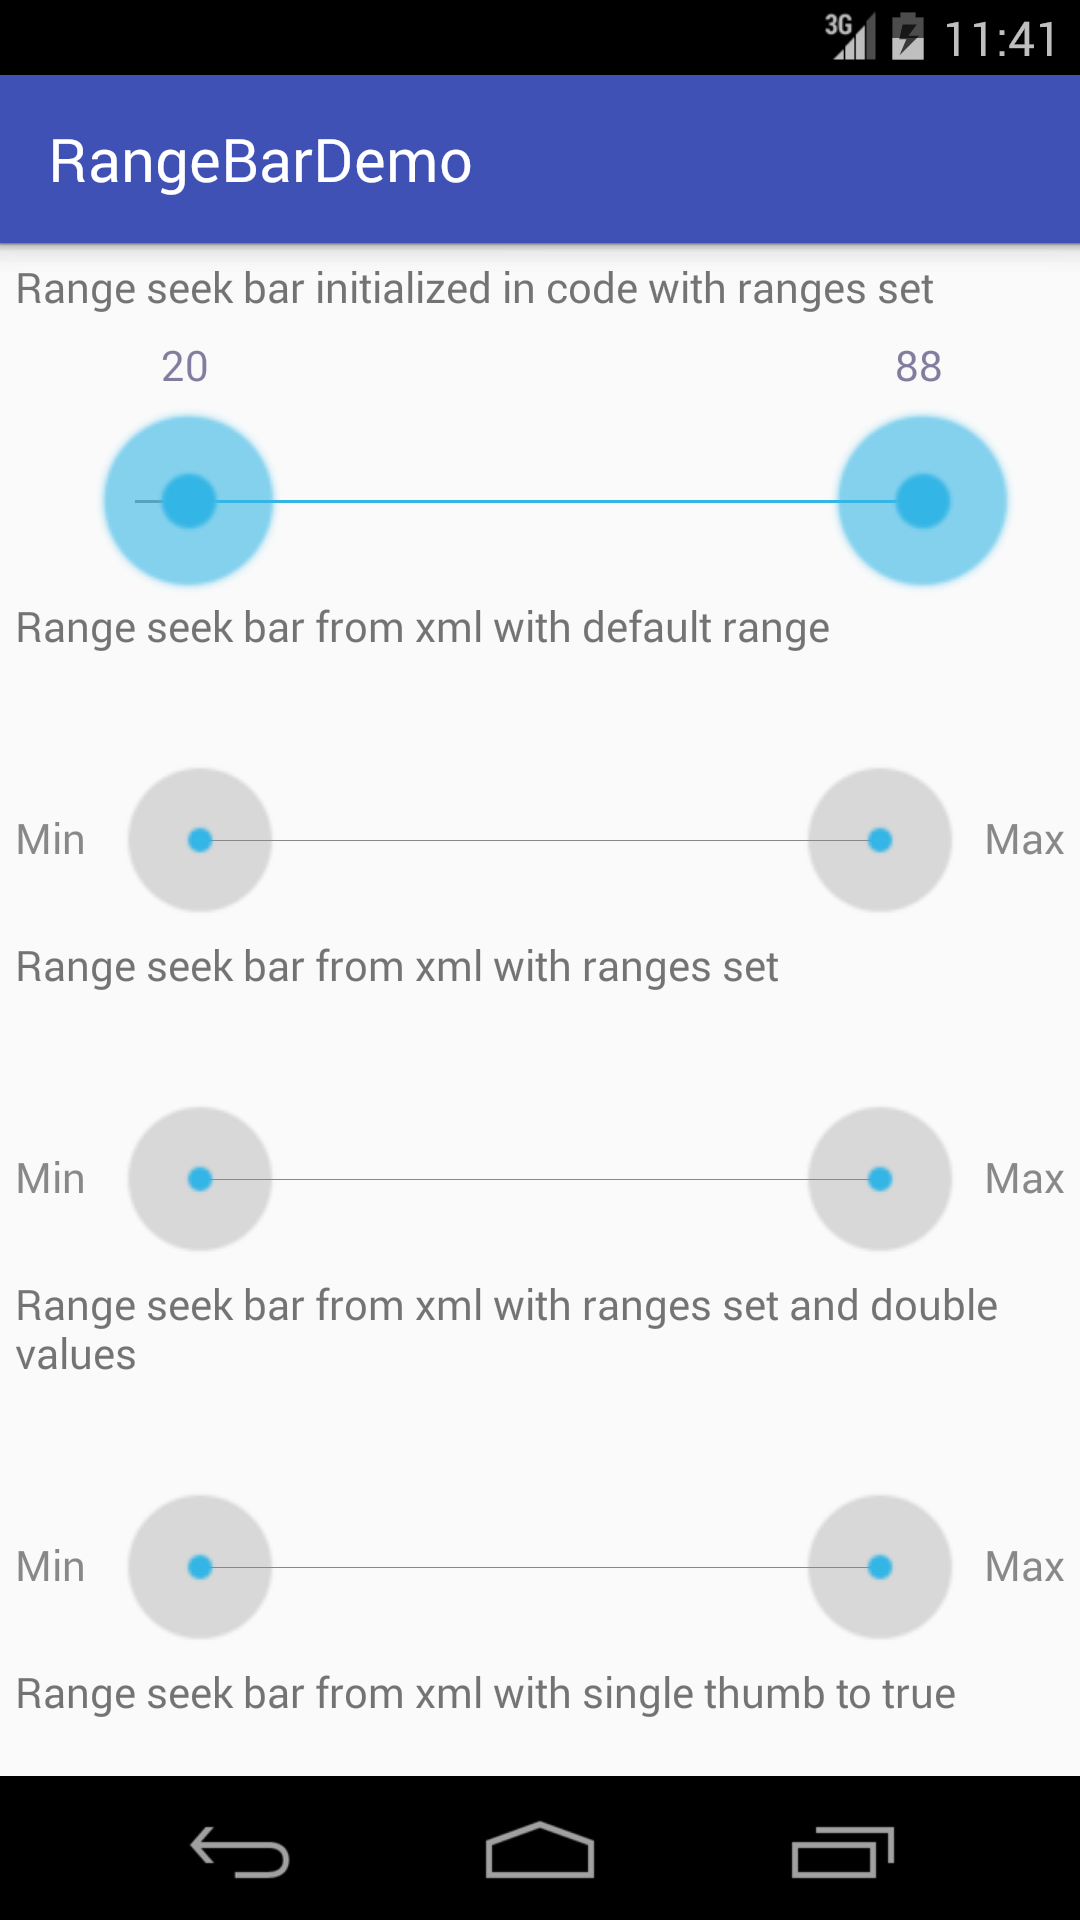 3G 11:41
RangeBarDemo
Range seek bar initialized in code with ranges set
20 88
Range seek bar from xml with default range
Min Max
Range seek bar from xml with ranges set
Min Max
Range seek bar from xml with ranges set and double
values
Min Max
Range seek bar from xml with single thumb to true